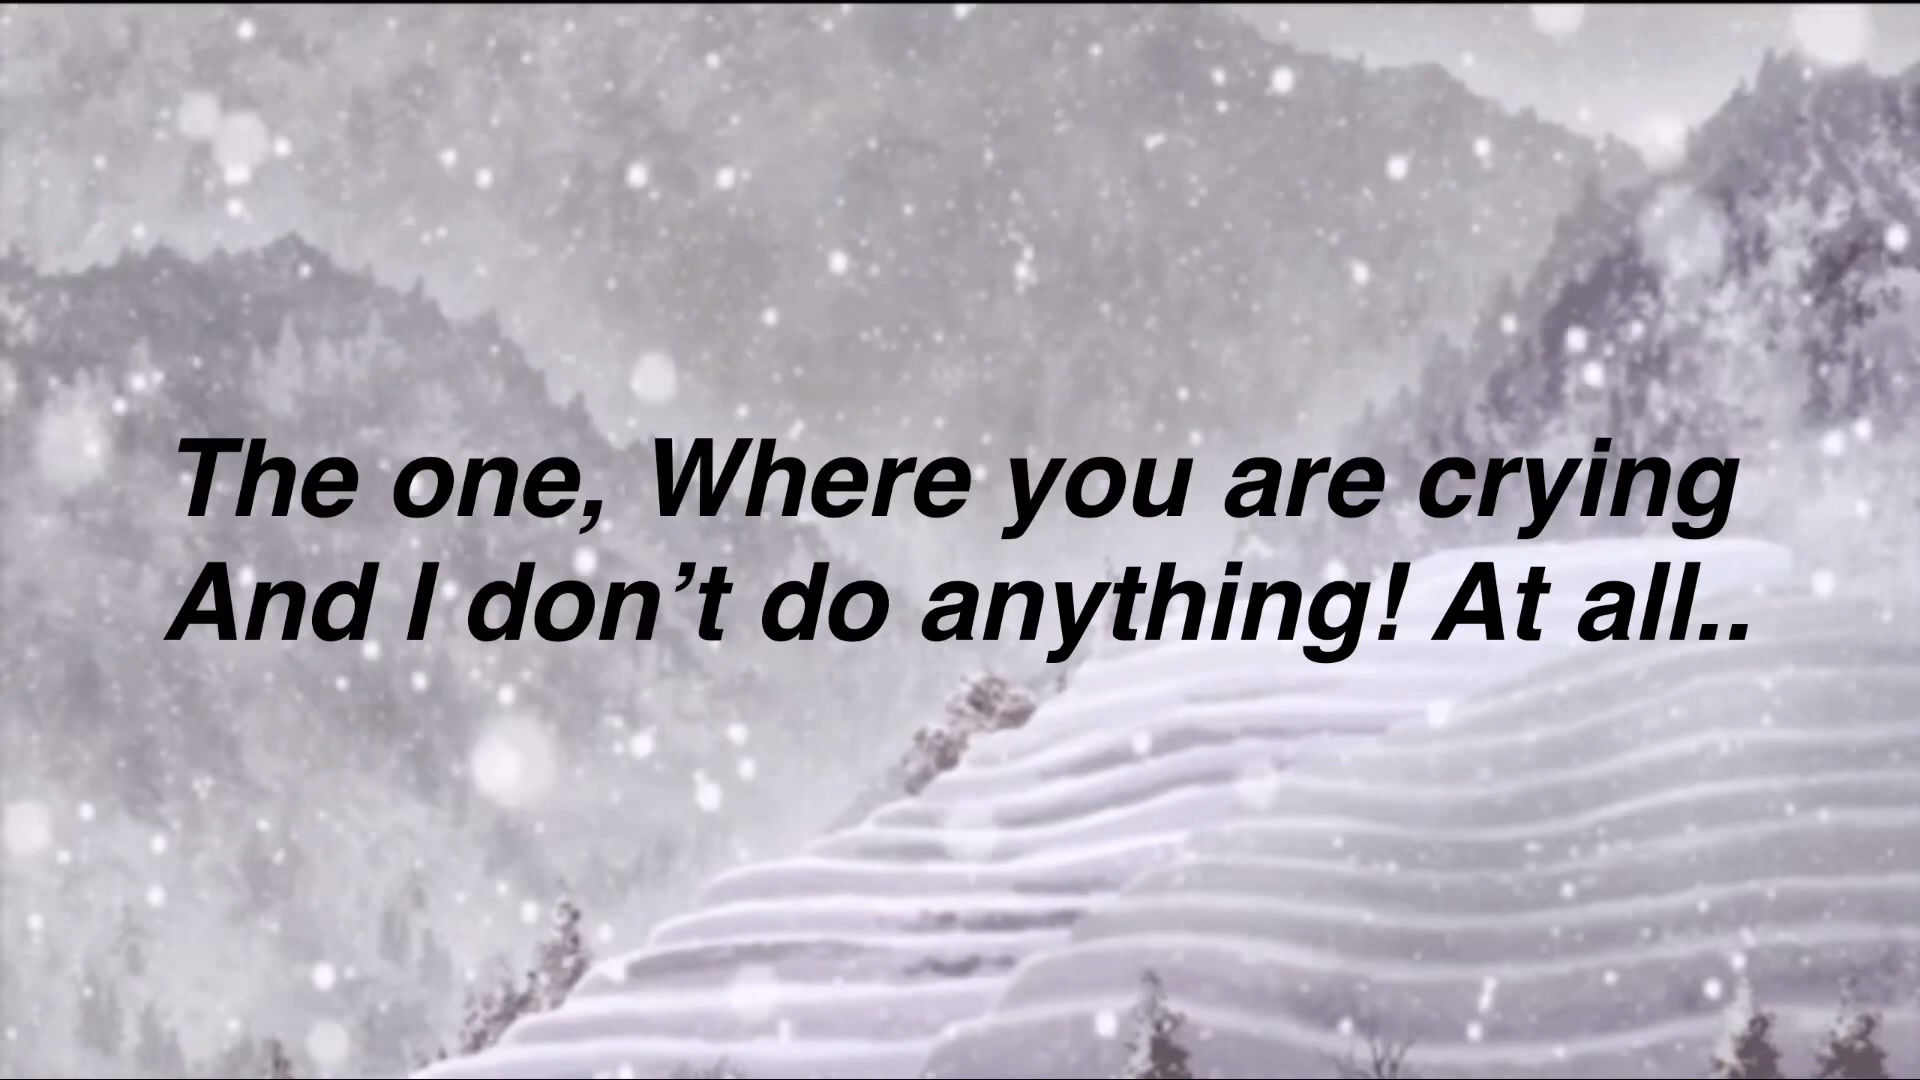 The one, Where you are crying
And I don’t do anything! At all..